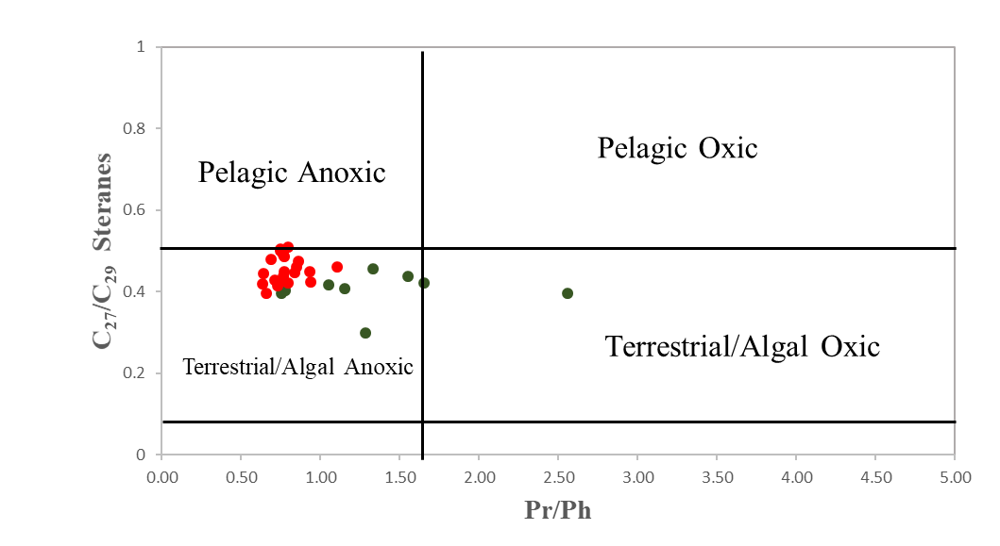 1
0.8
0.6
0.4
0.2
0
C27/C29 Steranes
Pelagic Anoxic
Pelagic Oxic
Terrestrial/Algal Anoxic
Terrestrial/Algal Oxic
0.00 0.50 1.00 1.50 2.00 2.50 3.00 3.50 4.00 4.50 5.00
Pr/Ph